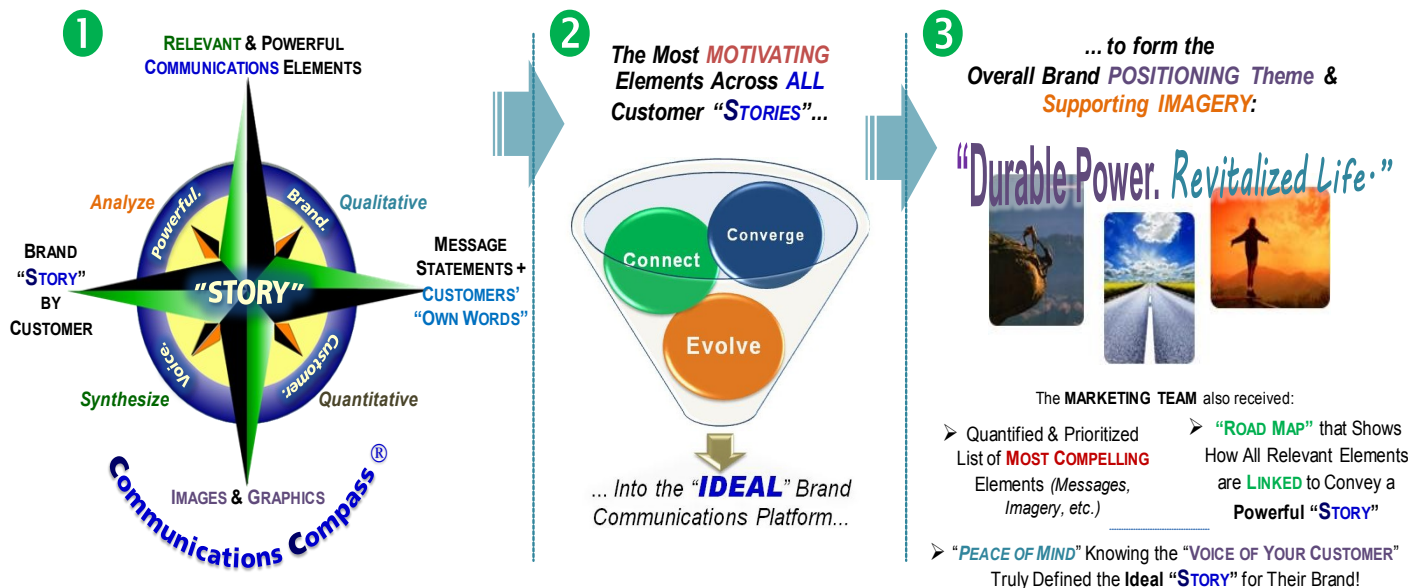 1
RELEVANT & POWERFUL
COMMUNICATIONS ELEMENTS
Analyze
Qualitative
Powerful.
Brand.
BRAND
"STORY"
BY
CUSTOMER
"STORY"
MESSAGE
STATEMENTS +
CUSTOMERS'
"OWN WORDS"
Voice.
Customer.
Synthesize
Quantitative
IMAGES & GRAPHICS
Communications Compass®
2
The Most MOTIVATING
Elements Across ALL
Customer “STORIES”...
Converge
Connect
Evolve
... Into the “IDEAL” Brand
Communications Platform...
3
... to form the
Overall Brand POSITIONING Theme &
Supporting IMAGERY:
“Durable Power. Revitalized Life.”
The MARKETING TEAM also received:
➢ Quantified & Prioritized
List of MOST COMPELLING
Elements (Messages,
Imagery, etc.)
➢ “ROAD MAP” that Shows
How All Relevant Elements
are LINKED to Convey a
Powerful “STORY”
➢ “PEACE OF MIND” Knowing the “VOICE OF YOUR CUSTOMER”
Truly Defined the Ideal “STORY” for Their Brand!